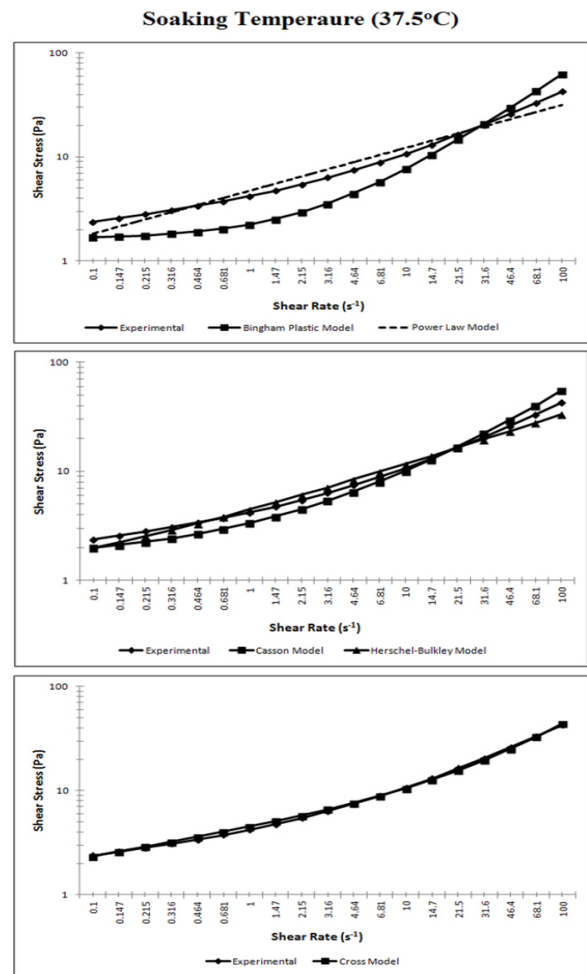 Soaking Temperaure (37.5°C)
100
10
1
Shear Stress (Pa)
0.1 0.147 0.215 0.316 0.464 0.681 1 1.47 2.15 3.16 4.64 6.81 10 14.7 21.5 31.6 46.4 68.1 100
Shear Rate (s⁻¹)
Experimental Bingham Plastic Model Power Law Model
100
10
1
Shear Stress (Pa)
0.1 0.147 0.215 0.316 0.464 0.681 1 1.47 2.15 3.16 4.64 6.81 10 14.7 21.5 31.6 46.4 68.1 100
Shear Rate (s⁻¹)
Experimental Casson Model Herschel-Bulkley Model
100
10
1
Shear Stress (Pa)
0.1 0.147 0.215 0.316 0.464 0.681 1 1.47 2.15 3.16 4.64 6.81 10 14.7 21.5 31.6 46.4 68.1 100
Shear Rate (s⁻¹)
Experimental Cross Model